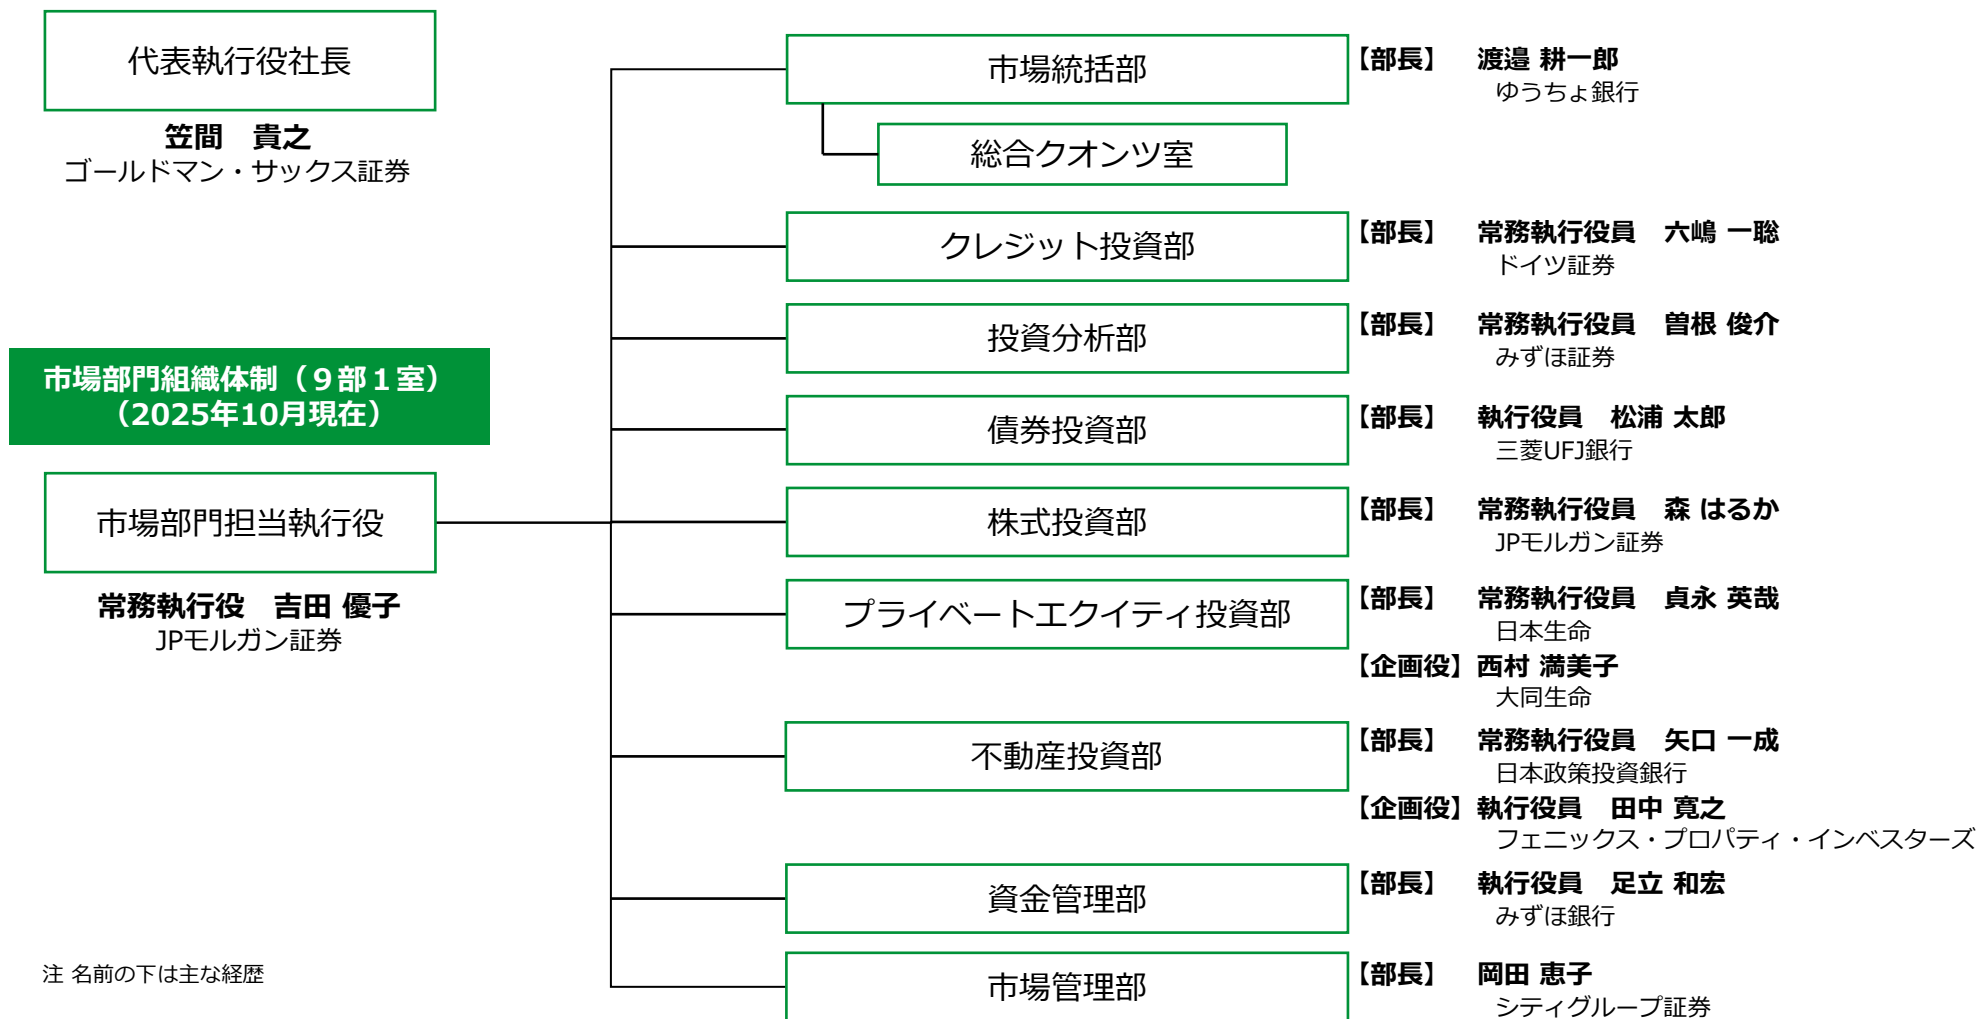 代表執行役社長
笠間　貴之
ゴールドマン・サックス証券
市場部門組織体制（９部１室）
（2025年10月現在）
市場部門担当執行役
常務執行役　吉田 優子
JPモルガン証券
市場統括部
【部長】　渡邉 耕一郎
ゆうちょ銀行
総合クオンツ室
クレジット投資部
【部長】　常務執行役員　六嶋 一聡
ドイツ証券
投資分析部
【部長】　常務執行役員　曽根 俊介
みずほ証券
債券投資部
【部長】　執行役員　松浦 太郎
三菱UFJ銀行
株式投資部
【部長】　常務執行役員　森 はるか
JPモルガン証券
プライベートエクイティ投資部
【部長】　常務執行役員　貞永 英哉
日本生命
【企画役】西村 満美子
大同生命
不動産投資部
【部長】　常務執行役員　矢口 一成
日本政策投資銀行
【企画役】執行役員　田中 寛之
フェニックス・プロパティ・インベスターズ
資金管理部
【部長】　執行役員　足立 和宏
みずほ銀行
市場管理部
【部長】　岡田 恵子
シティグループ証券
注 名前の下は主な経歴